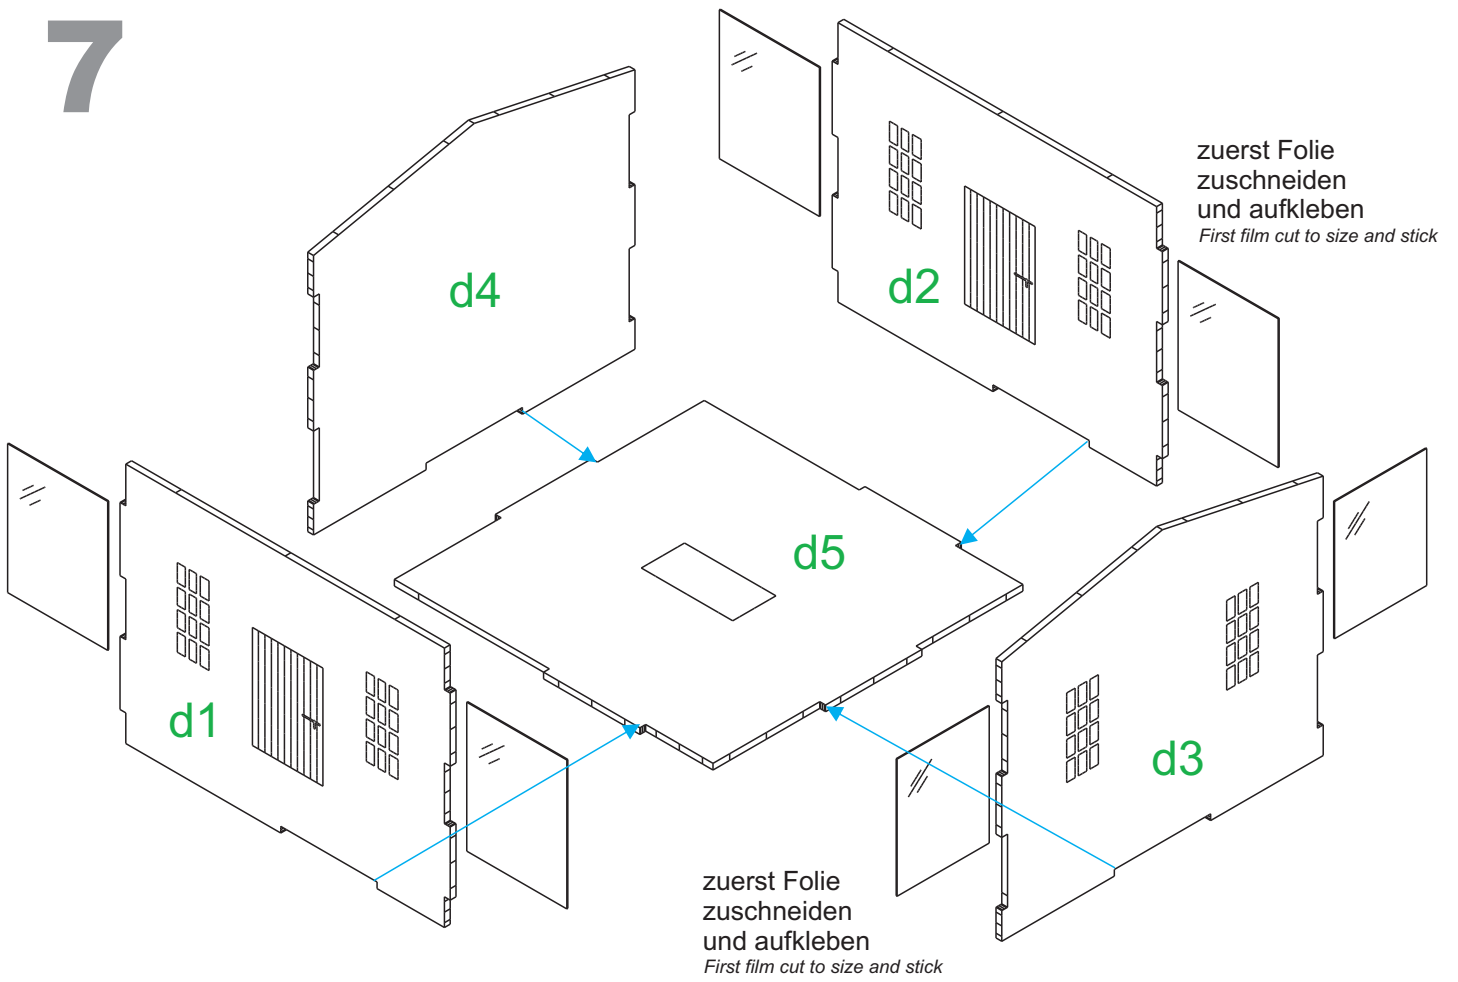 7
zuerst Folie
zuschneiden
und aufkleben
First film cut to size and stick
d4
d2
d5
d1
d3
zuerst Folie
zuschneiden
und aufkleben
First film cut to size and stick